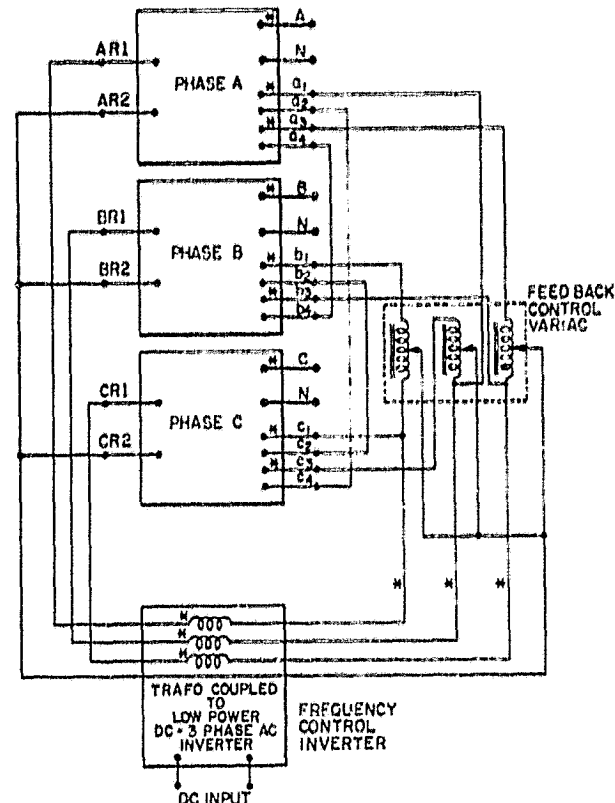 * A
AR1
N
PHASE A
* a1
a2
AR2
* a3
a4
* B
BR1
N
PHASE B
* b1
b2
BR2
* b3
b4
FEED BACK
CONTROL
VARIAC
* C
CR1
N
PHASE C
* c1
c2
CR2
* c3
c4
* * *
*
*
*
TRAFO COUPLED
TO
LOW POWER
DC - 3 PHASE AC
INVERTER
FREQUENCY
CONTROL
INVERTER
DC INPUT